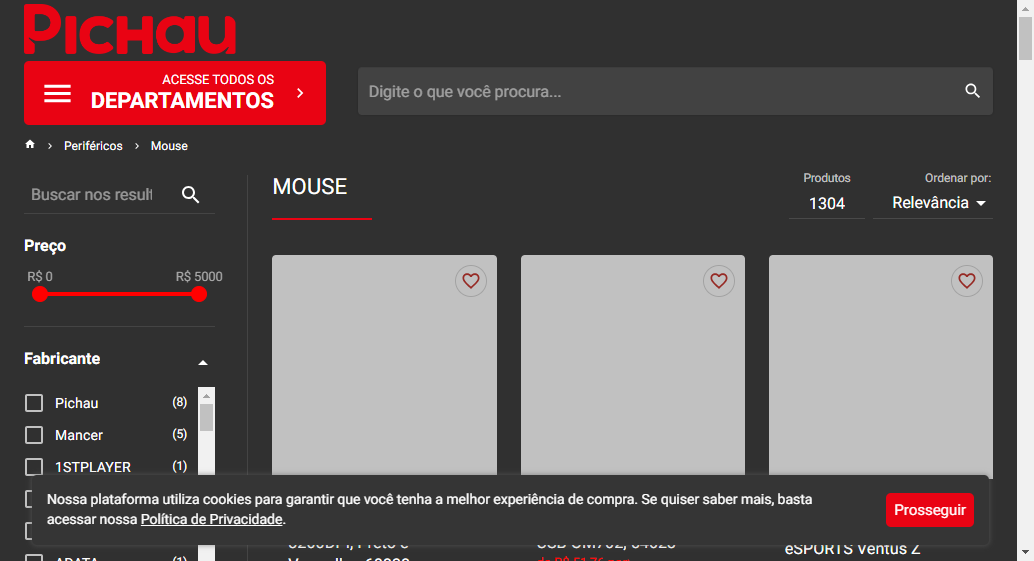 PICHAU
ACESSE TODOS OS
DEPARTAMENTOS
Digite o que você procura...
Periféricos
Mouse
Buscar nos result
MOUSE
Produtos
1304
Ordenar por:
Relevância
Preço
R$ 0
R$ 5000
Fabricante
Pichau (8)
Mancer (5)
1STPLAYER (1)
Nossa plataforma utiliza cookies para garantir que você tenha a melhor experiência de compra. Se quiser saber mais, basta
acessar nossa Política de Privacidade.
Prosseguir
eSPORTS Ventus Z